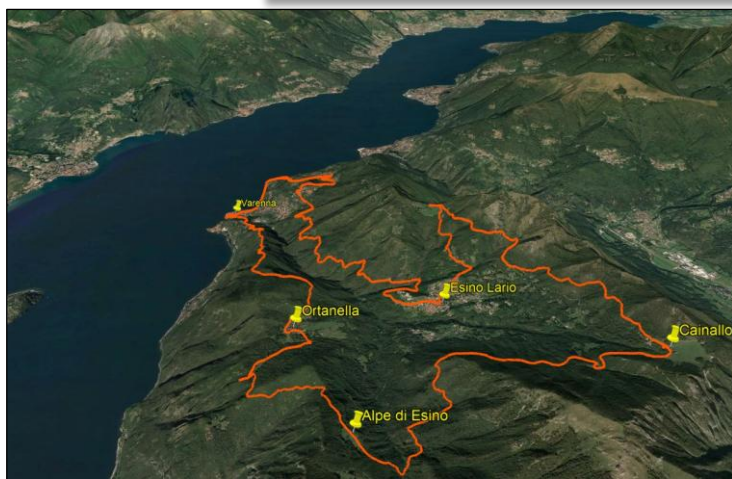 Varenna
Esino Lario
Ortanella
Cainallo
Alpe di Esino